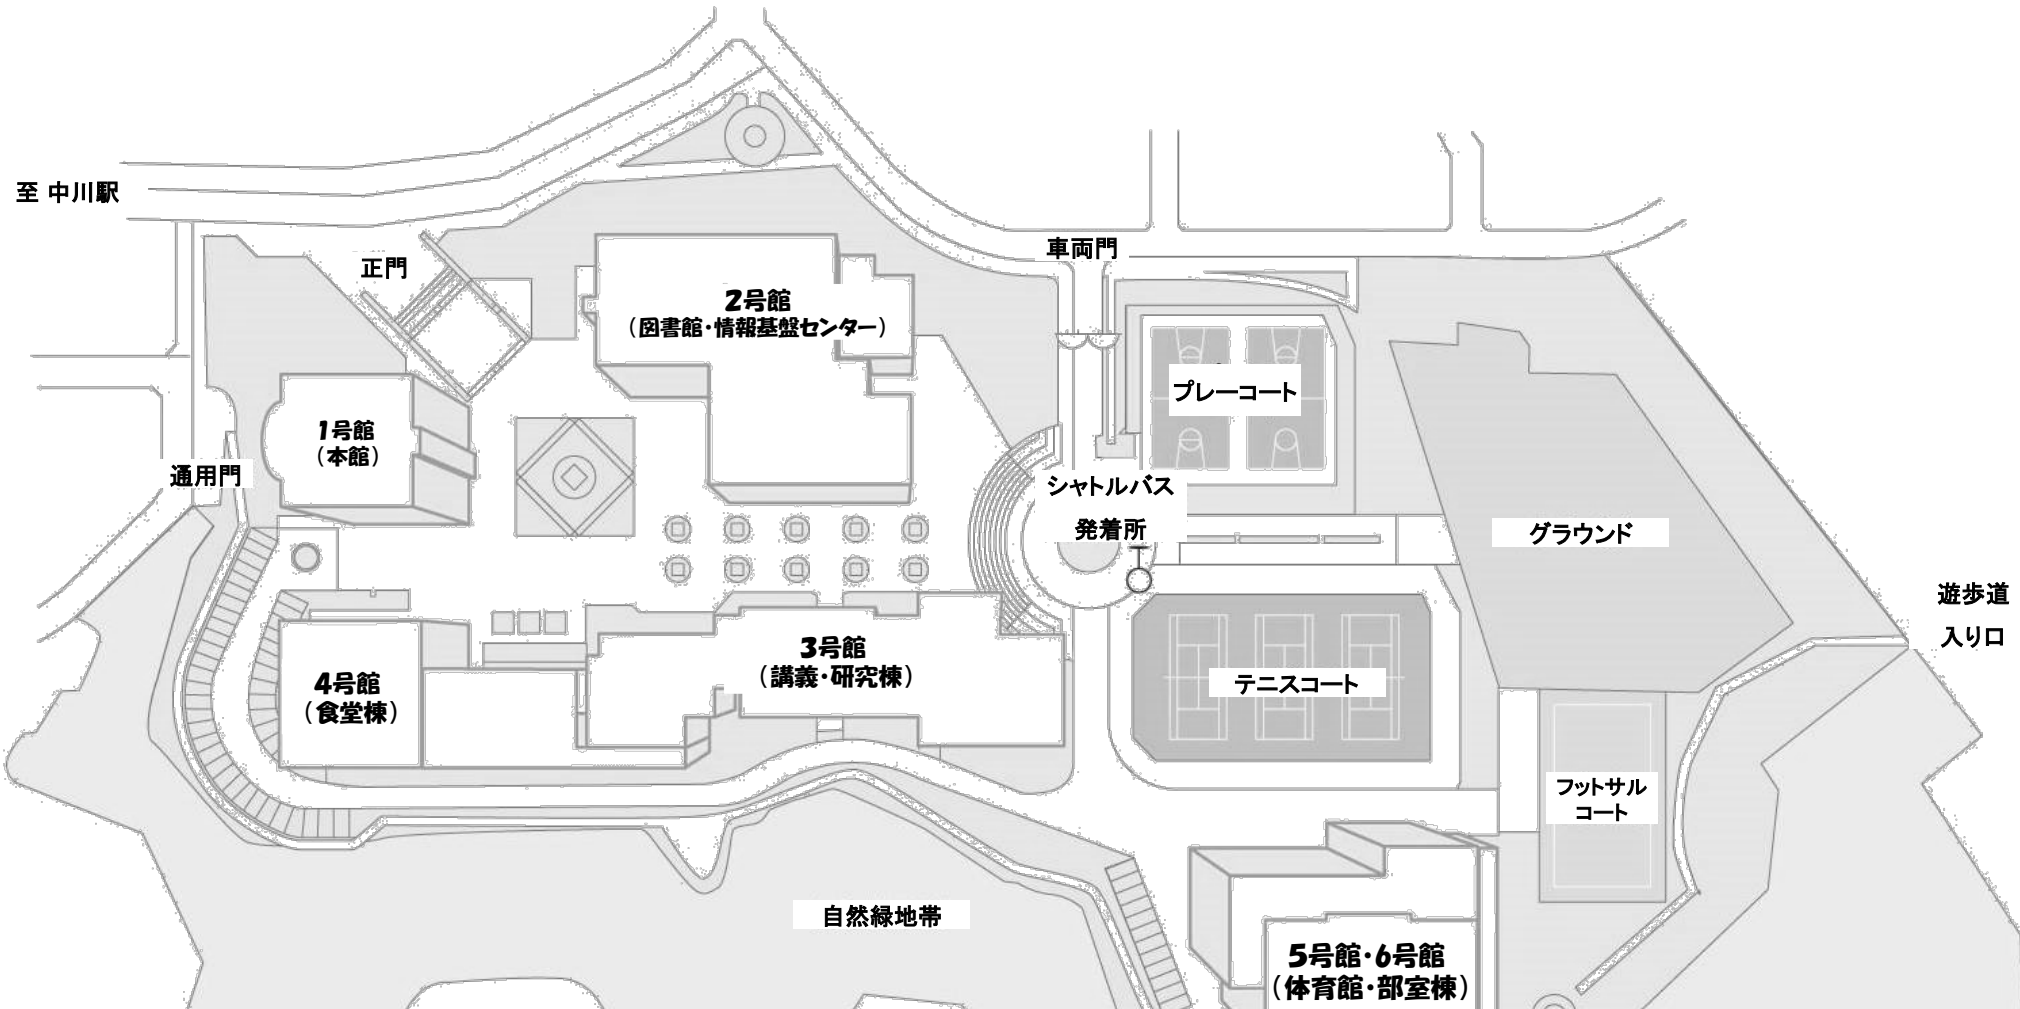 至 中川駅
正門
車両門
2号館
（図書館・情報基盤センター）
プレーコート
1号館
（本館）
通用門
シャトルバス
発着所
グラウンド
遊歩道
入り口
3号館
（講義・研究棟）
4号館
（食堂棟）
テニスコート
フットサル
コート
自然緑地帯
5号館・6号館
（体育館・部室棟）